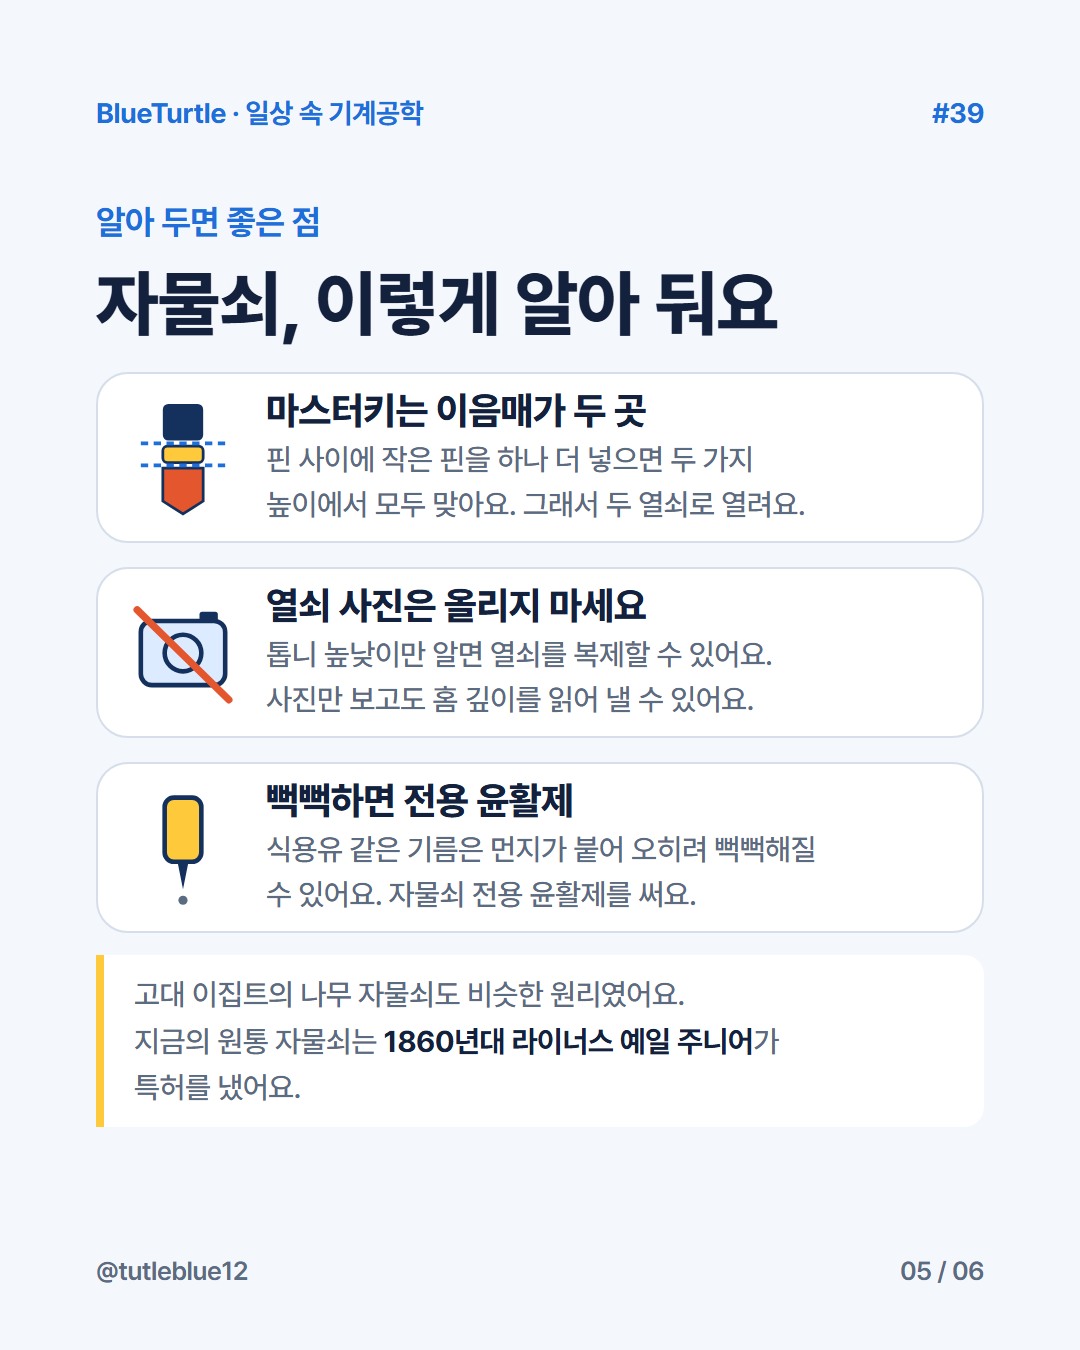 BlueTurtle · 일상 속 기계공학
#39
알아 두면 좋은 점
자물쇠, 이렇게 알아 둬요
마스터키는 이음매가 두 곳
핀 사이에 작은 핀을 하나 더 넣으면 두 가지
높이에서 모두 맞아요. 그래서 두 열쇠로 열려요.
열쇠 사진은 올리지 마세요
톱니 높낮이만 알면 열쇠를 복제할 수 있어요.
사진만 보고도 홈 깊이를 읽어 낼 수 있어요.
뻑뻑하면 전용 윤활제
식용유 같은 기름은 먼지가 붙어 오히려 뻑뻑해질
수 있어요. 자물쇠 전용 윤활제를 써요.
고대 이집트의 나무 자물쇠도 비슷한 원리였어요.
지금의 원통 자물쇠는 1860년대 라이너스 예일 주니어가
특허를 냈어요.
@tutleblue12
05 / 06